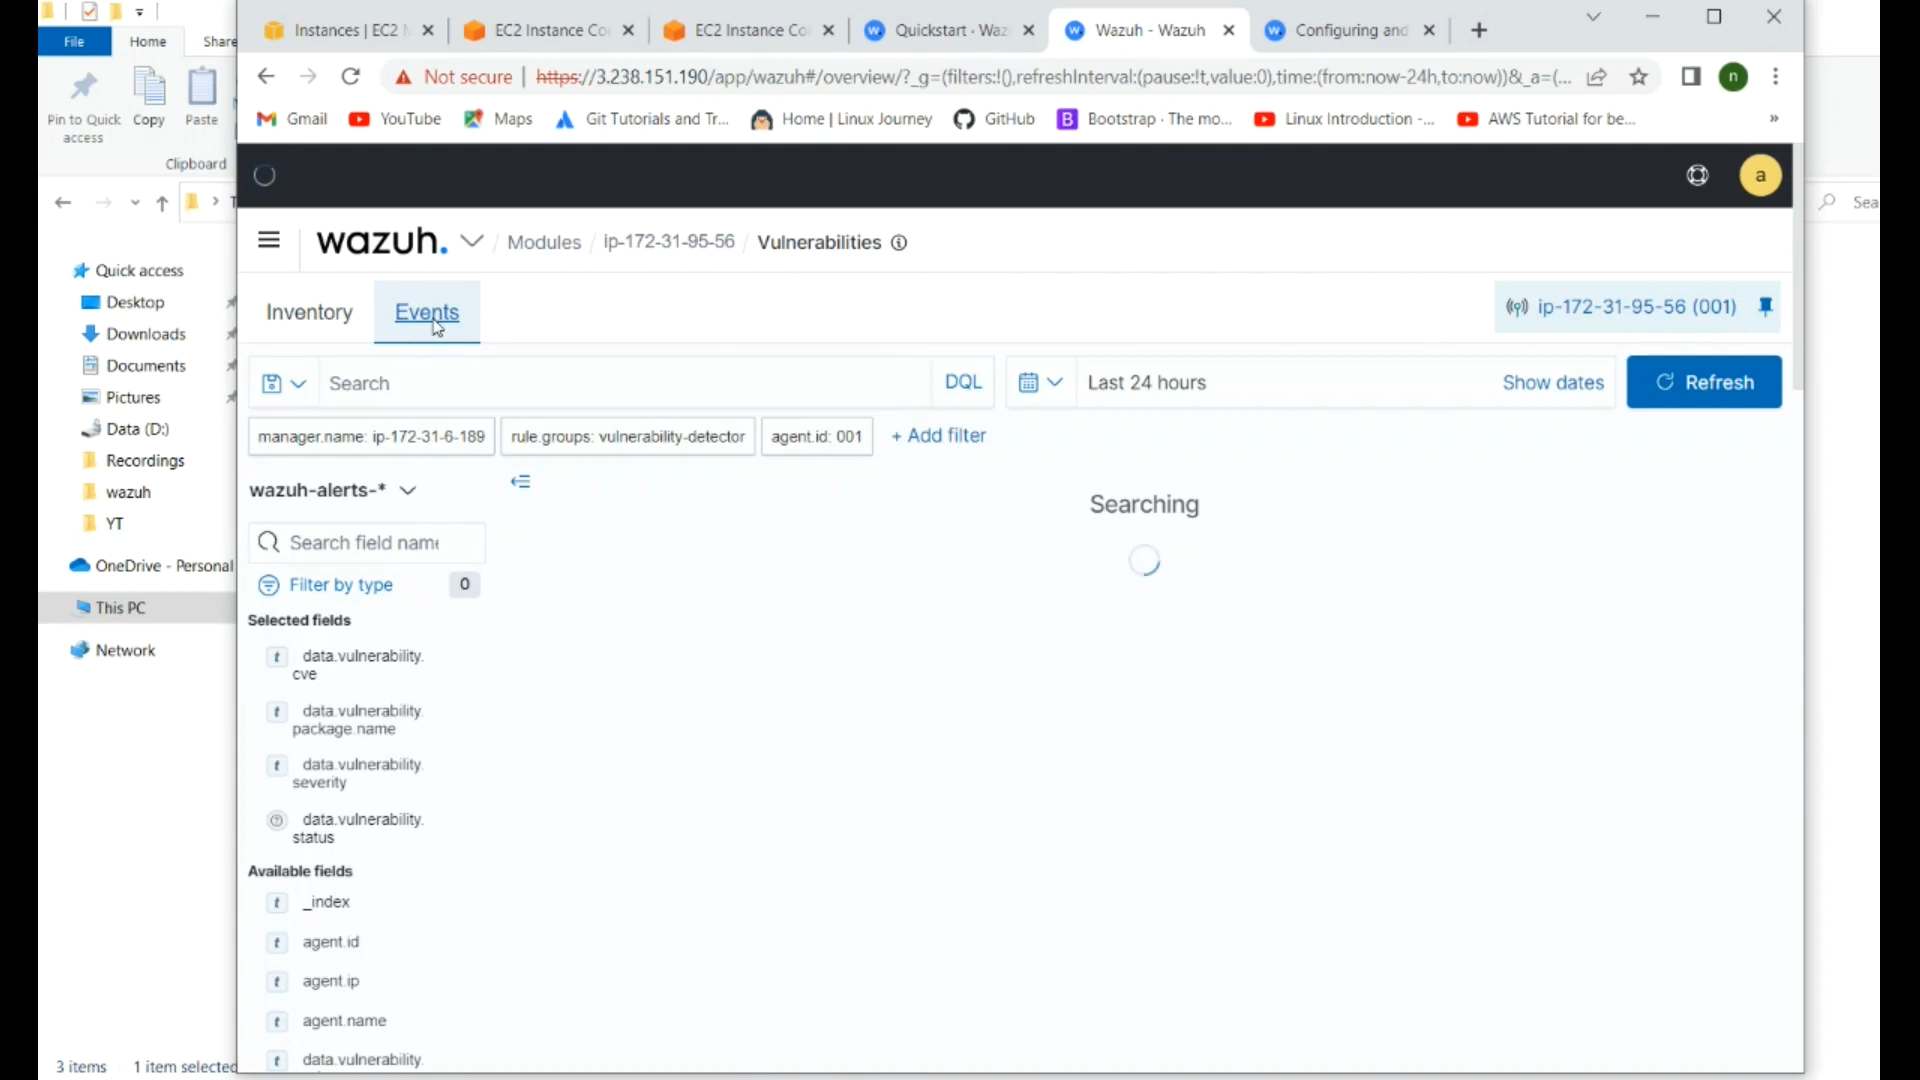 File
Home
Share
Pin to Quick
access
Copy
Paste
Clipboard
Quick access
Desktop
Downloads
Documents
Pictures
Data (D:)
Recordings
wazuh
YT
OneDrive - Personal
This PC
Network
3 items
1 item selected
Instances | EC2
EC2 Instance Co
EC2 Instance Co
Quickstart · Waz
Wazuh - Wazuh
Configuring and
Not secure
https://3.238.151.190/app/wazuh#/overview/?_g=(filters:!(),refreshInterval:(pause:!t,value:0),time:(from:now-24h,to:now))&_a=(...
n
Gmail
YouTube
Maps
Git Tutorials and Tr...
Home | Linux Journey
GitHub
B
Bootstrap · The mo...
Linux Introduction -...
AWS Tutorial for be...
»
a
wazuh.
/ Modules / ip-172-31-95-56 / Vulnerabilities
Inventory
Events
ip-172-31-95-56 (001)
Search
DQL
Last 24 hours
Show dates
Refresh
manager.name: ip-172-31-6-189
rule.groups: vulnerability-detector
agent.id: 001
+ Add filter
wazuh-alerts-*
Searching
Search field name
Filter by type
0
Selected fields
t data.vulnerability.
cve
t data.vulnerability.
package.name
t data.vulnerability.
severity
data.vulnerability.
status
Available fields
t _index
t agent.id
t agent.ip
t agent.name
t data.vulnerability.
Sea